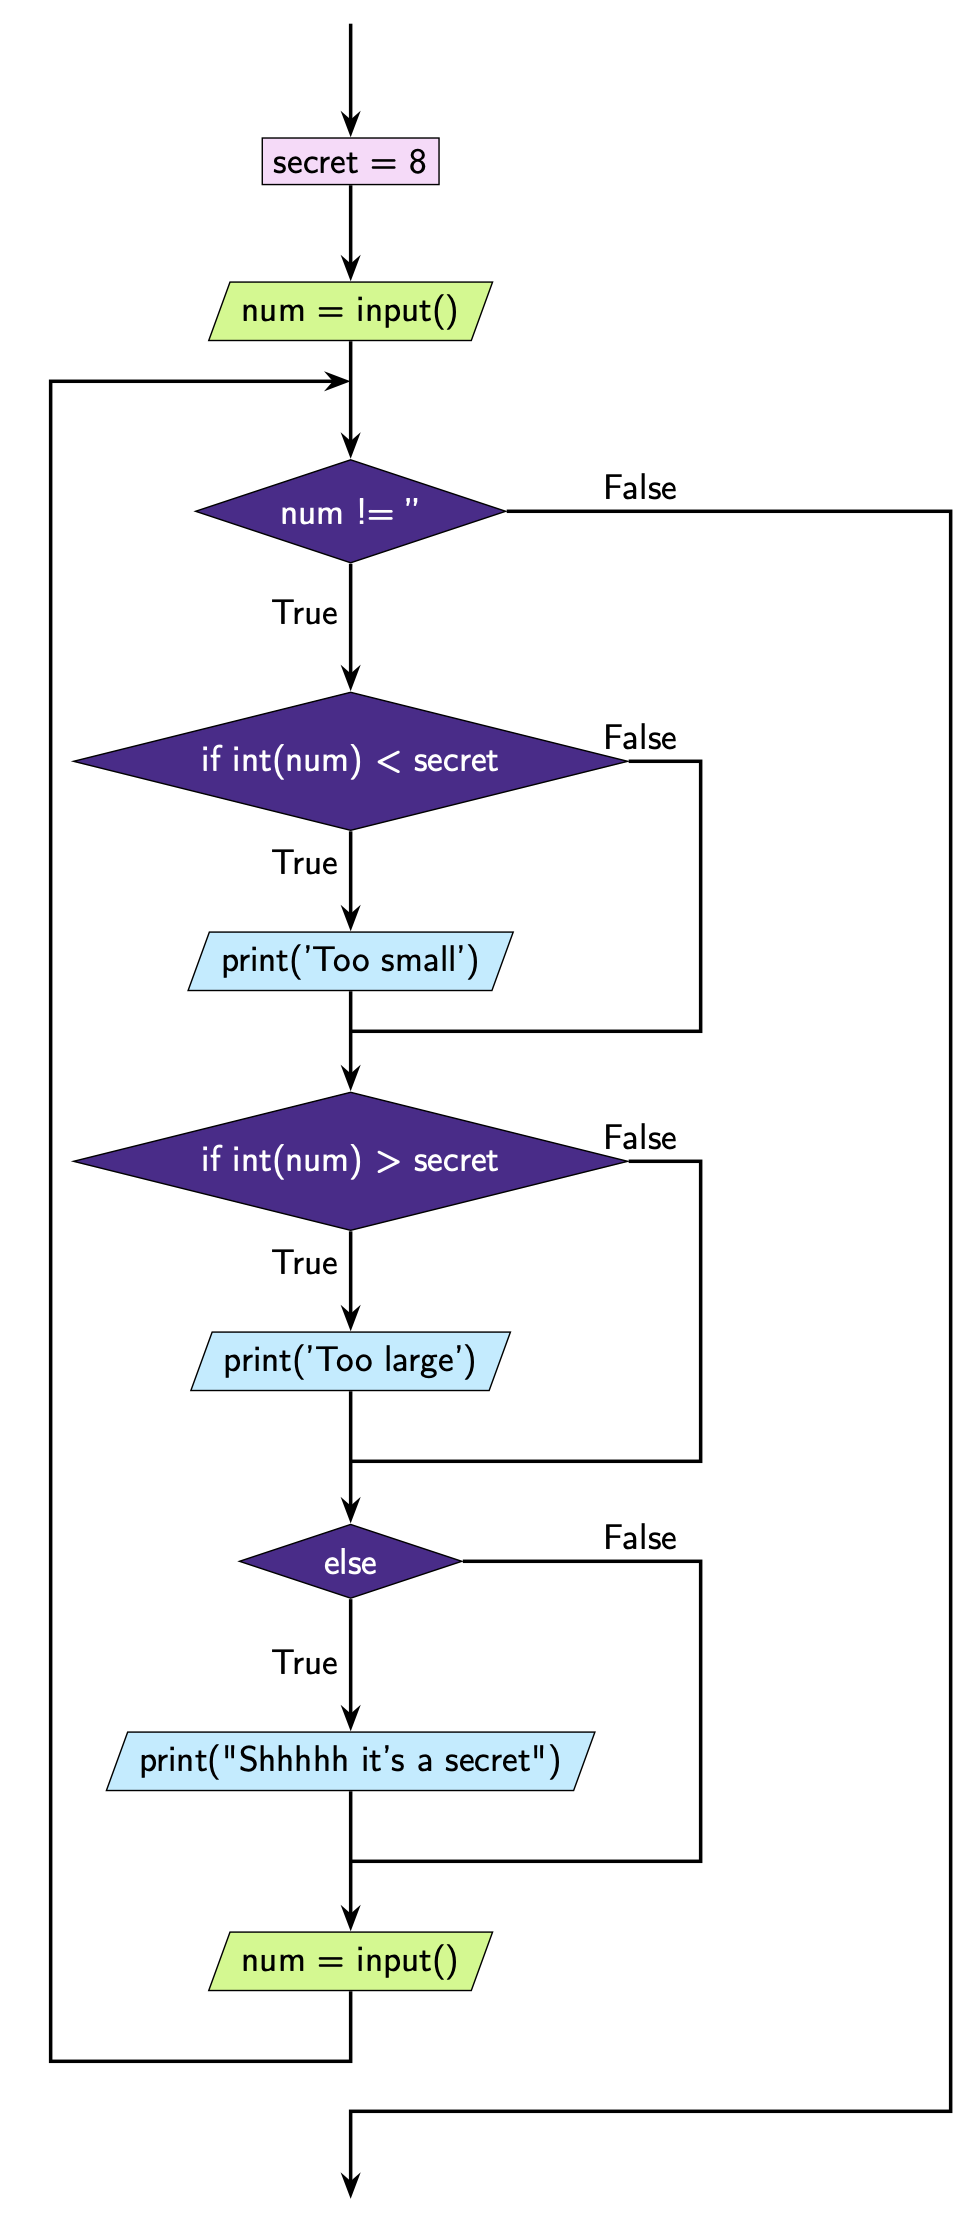 secret = 8
num = input()
num != ''
False
True
if int(num) < secret
False
True
print('Too small')
if int(num) > secret
False
True
print('Too large')
else
False
True
print("Shhhhh it's a secret")
num = input()